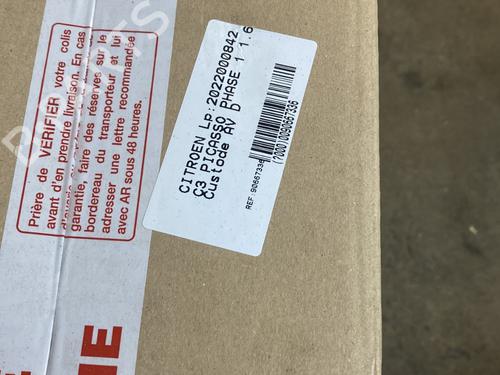 Prière de VERIFIER votre colis
avant d'en prendre livraison. En cas
garantie, faire des réserves sur le
bordereau du transporteur et lui
adresser une lettre recommandée
avec AR sous 48 heures.
CITROEN LP:2022000842
C3 PICASSO PHASE 1 1.6
Custode AV D
REF: 90667336